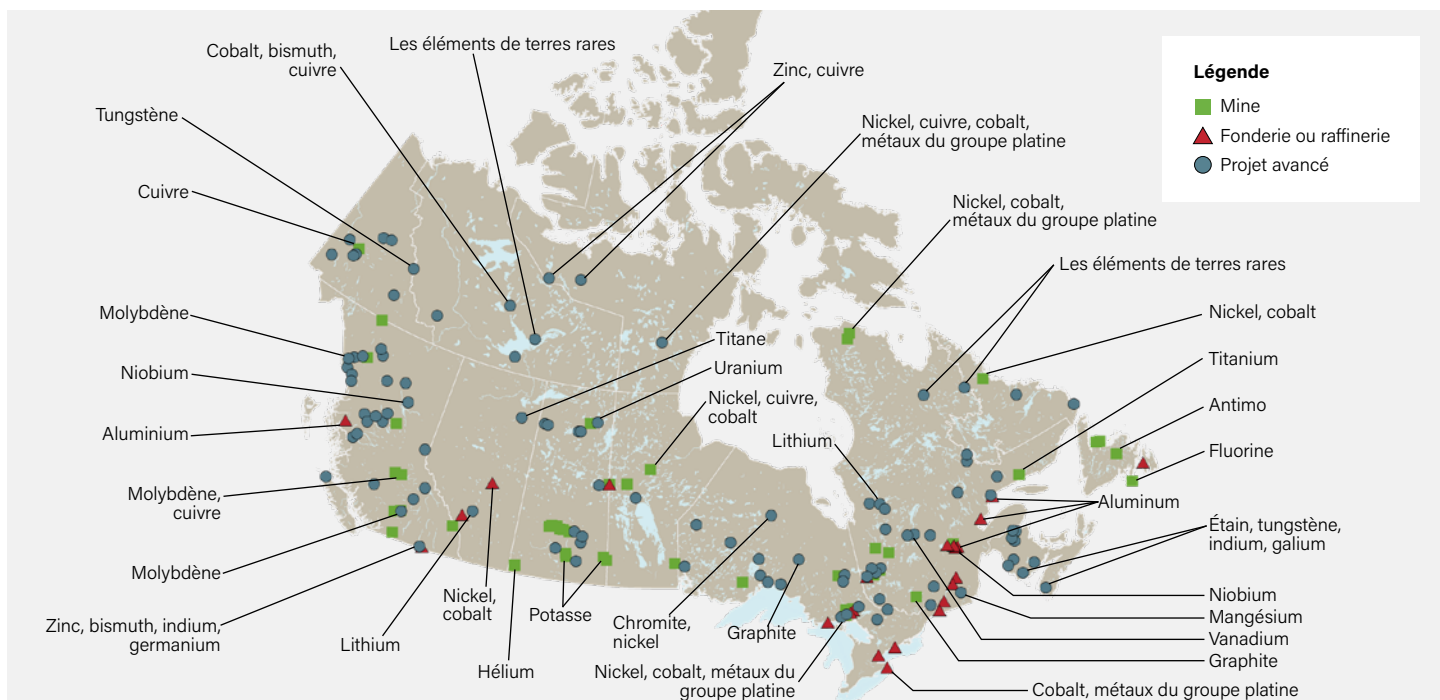 Cobalt, bismuth,
cuivre
Les éléments de terres rares
Zinc, cuivre
Tungstène
Nickel, cuivre, cobalt,
métaux du groupe platine
Cuivre
Nickel, cobalt,
métaux du groupe platine
Les éléments de terres rares
Molybdène
Nickel, cobalt
Titane
Titanium
Niobium
Uranium
Nickel, cuivre,
cobalt
Antimo
Aluminium
Lithium
Fluorine
Molybdène,
cuivre
Aluminum
Étain, tungstène,
indium, galium
Molybdène
Nickel,
cobalt
Potasse
Niobium
Zinc, bismuth, indium,
germanium
Lithium
Hélium
Chromite,
nickel
Graphite
Mangésium
Vanadium
Graphite
Nickel, cobalt, métaux du
groupe platine
Cobalt, métaux du groupe platine
Légende
Mine
Fonderie ou raffinerie
Projet avancé